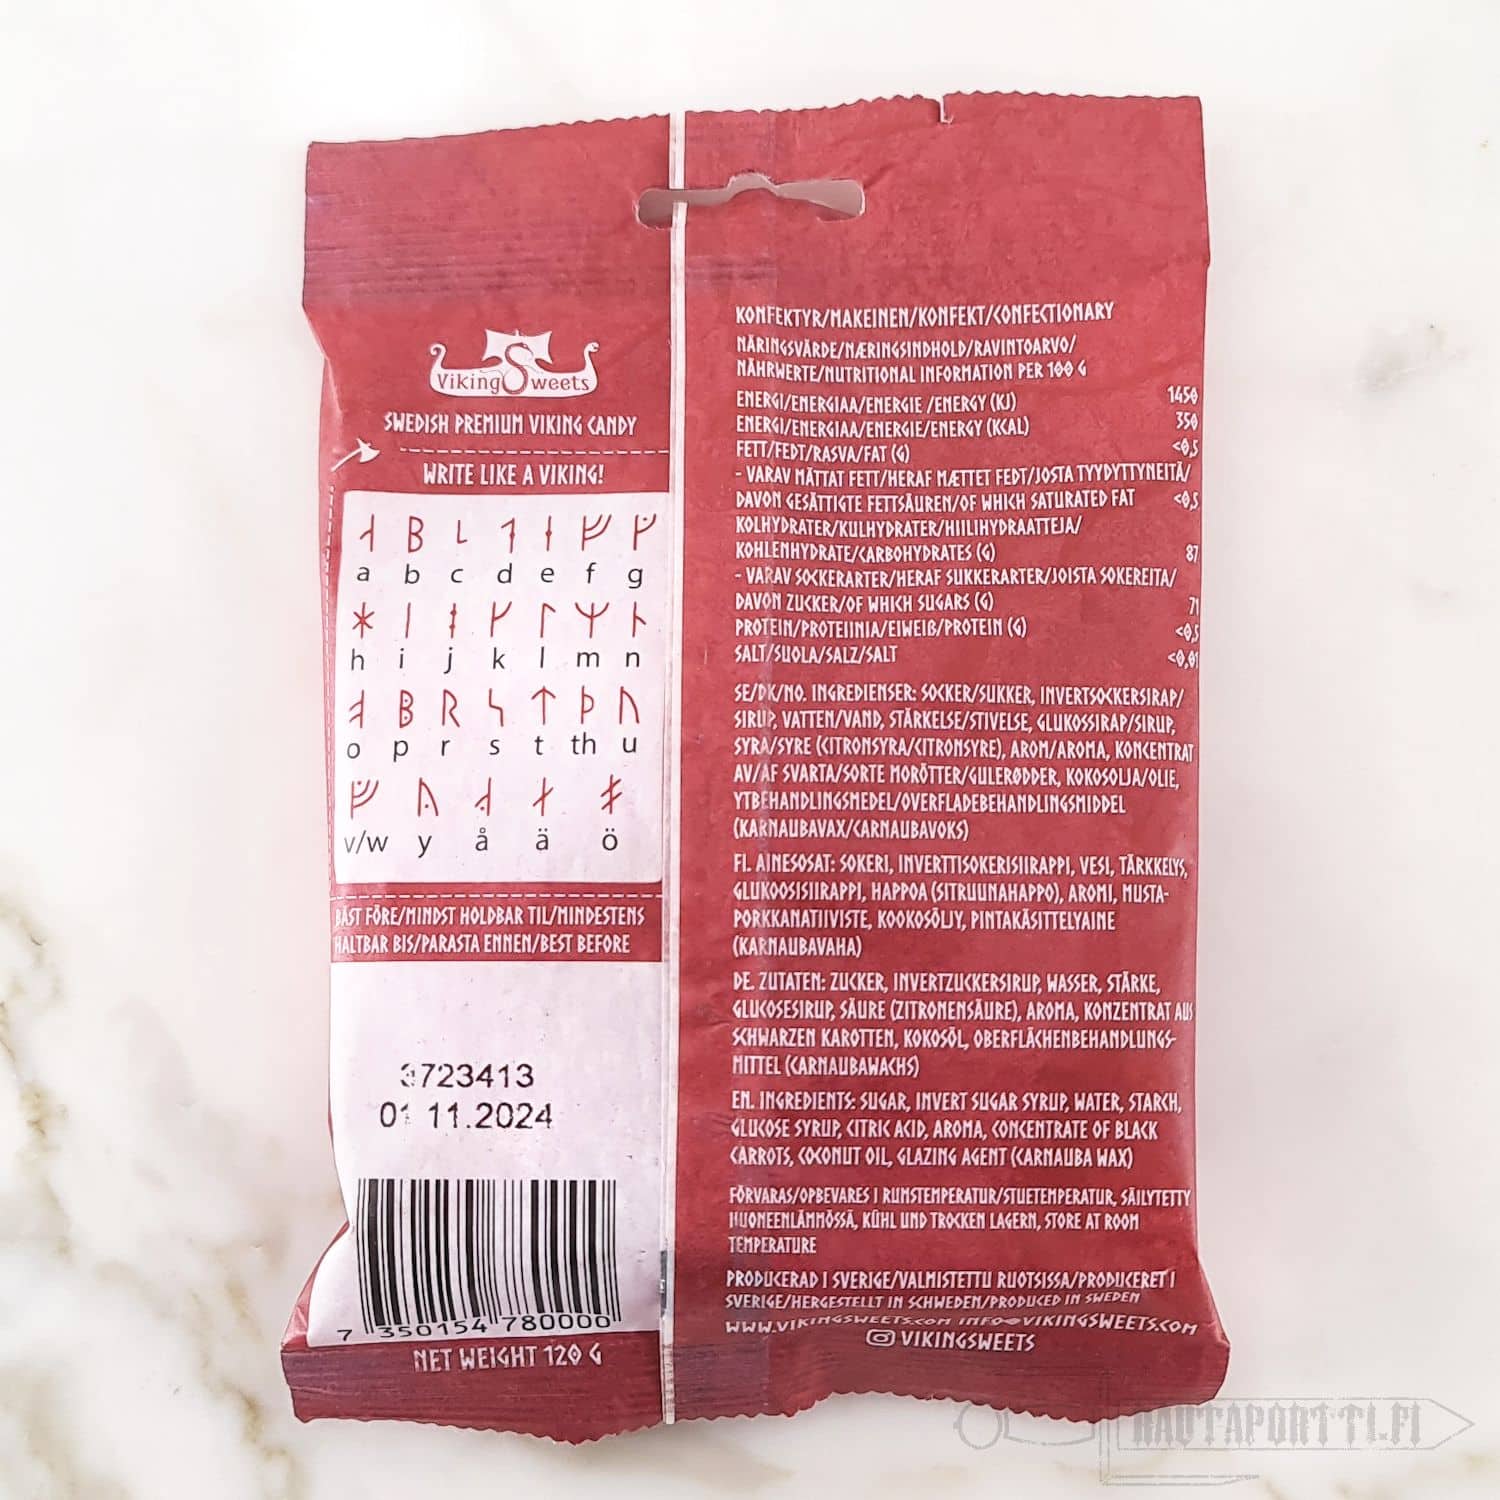 Viking Sweets
SWEDISH PREMIUM VIKING CANDY
WRITE LIKE A VIKING!
a b c d e f g
h i j k l m n
o p r s t th u
v/w y å ä ö
BÄST FÖRE/MINDST HOLDBAR TIL/MINDESTENS
HALTBAR BIS/PARASTA ENNEN/BEST BEFORE
3723413
01 11.2024
7 350154 780000
NET WEIGHT 120 G
KONFEKTYR/MAKEINEN/KONFEKT/CONFECTIONARY
NÄRINGSVÄRDE/NÆRINGSINDHOLD/RAVINTOARVO/
NÄHRWERTE/NUTRITIONAL INFORMATION PER 100 G
ENERGI/ENERGIAA/ENERGIE /ENERGY (KJ) 1450
ENERGI/ENERGIAA/ENERGIE/ENERGY (KCAL) 350
FETT/FEDT/RASVA/FAT (G) <0,5
- VARAV MÄTTAT FETT/HERAF MÆTTET FEDT/JOSTA TYYDYTTYNEITÄ/
DAVON GESÄTTIGTE FETTSÄUREN/OF WHICH SATURATED FAT <0,5
KOLHYDRATER/KULHYDRATER/HIILIHYDRAATTEJA/
KOHLENHYDRATE/CARBOHYDRATES (G) 87
- VARAV SOCKERARTER/HERAF SUKKERARTER/JOISTA SOKEREITA/
DAVON ZUCKER/OF WHICH SUGARS (G) 71
PROTEIN/PROTEIINIA/EIWEIß/PROTEIN (G) <0,5
SALT/SUOLA/SALZ/SALT <0,01
SE/DK/NO. INGREDIENSER: SOCKER/SUKKER, INVERTSOCKERSIRAP/
SIRUP, VATTEN/VAND, STÄRKELSE/STIVELSE, GLUKOSSIRAP/SIRUP,
SYRA/SYRE (CITRONSYRA/CITRONSYRE), AROM/AROMA, KONCENTRAT
AV/AF SVARTA/SORTE MORÖTTER/GULERØDDER, KOKOSOLJA/OLIE,
YTBEHANDLINGSMEDEL/OVERFLADEBEHANDLINGSMIDDEL
(KARNAUBAVAX/CARNAUBAVOKS)
FI. AINESOSAT: SOKERI, INVERTTISOKERISIIRAPPI, VESI, TÄRKKELYS,
GLUKOOSISIIRAPPI, HAPPOA (SITRUUNAHAPPO), AROMI, MUSTA-
PORKKANATIIVISTE, KOOKOSÖLJY, PINTAKÄSITTELYAINE
(KARNAUBAVAHA)
DE. ZUTATEN: ZUCKER, INVERTZUCKERSIRUP, WASSER, STÄRKE,
GLUCOSESIRUP, SÄURE (ZITRONENSÄURE), AROMA, KONZENTRAT AUS
SCHWARZEN KAROTTEN, KOKOSÖL, OBERFLÄCHENBEHANDLUNGS-
MITTEL (CARNAUBAWACHS)
EN. INGREDIENTS: SUGAR, INVERT SUGAR SYRUP, WATER, STARCH,
GLUCOSE SYRUP, CITRIC ACID, AROMA, CONCENTRATE OF BLACK
CARROTS, COCONUT OIL, GLAZING AGENT (CARNAUBA WAX)
FÖRVARAS/OPBEVARES I RUMSTEMPERATUR/STUETEMPERATUR, SÄILYTETTY
HUONEENLÄMMÖSSÄ, KÜHL UND TROCKEN LAGERN, STORE AT ROOM
TEMPERATURE
PRODUCERAD I SVERIGE/VALMISTETTU RUOTSISSA/PRODUCERET I
SVERIGE/HERGESTELLT IN SCHWEDEN/PRODUCED IN SWEDEN
WWW.VIKINGSWEETS.COM INFO@VIKINGSWEETS.COM
VIKINGSWEETS
HAUTAPORTTI.FI